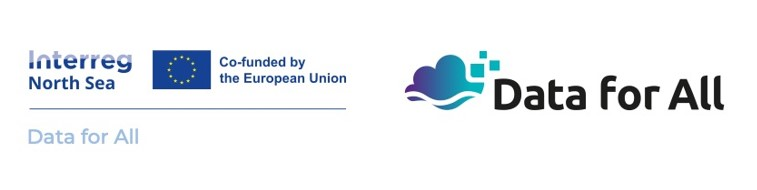 Interreg
North Sea
Co-funded by
the European Union
Data for All
Data for All